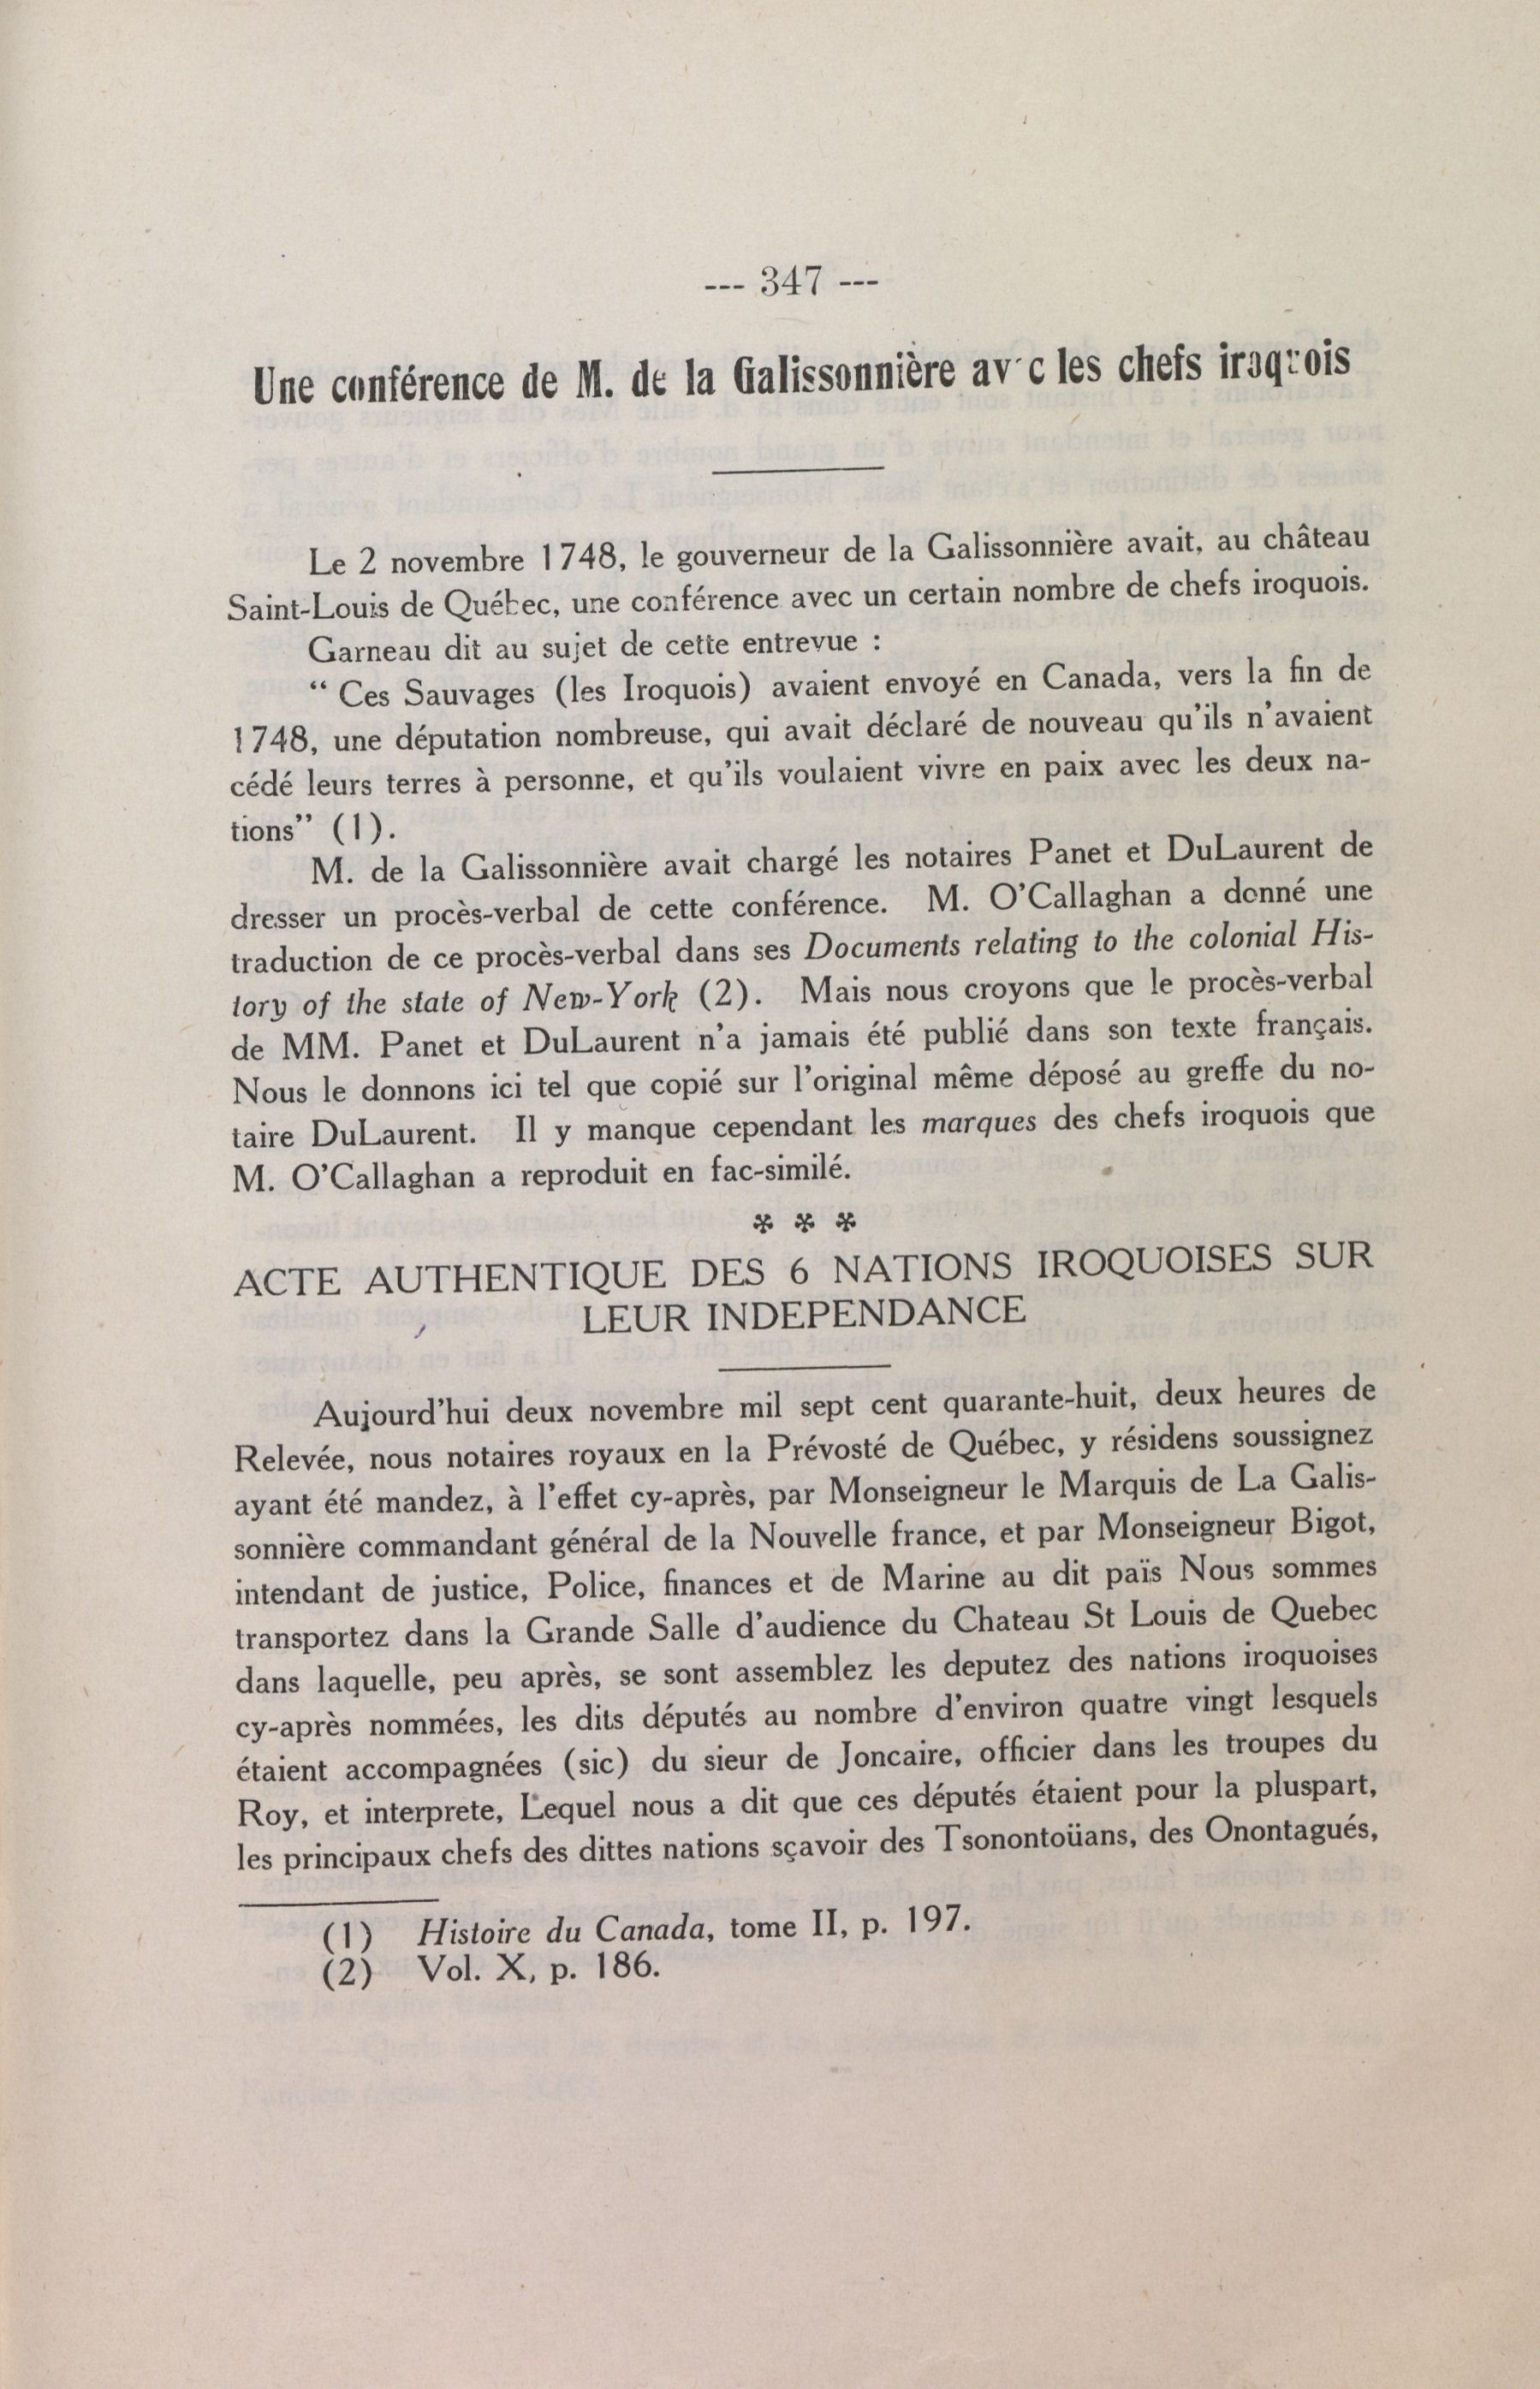 --- 347 ---
Une conférence de M. de la Galissonnière avec les chefs iroquois
Le 2 novembre 1748, le gouverneur de la Galissonnière avait, au château
Saint-Louis de Québec, une conférence avec un certain nombre de chefs iroquois.
Garneau dit au sujet de cette entrevue :
“ Ces Sauvages (les Iroquois) avaient envoyé en Canada, vers la fin de
1748, une députation nombreuse, qui avait déclaré de nouveau qu’ils n’avaient
cédé leurs terres à personne, et qu’ils voulaient vivre en paix avec les deux na-
tions” (1).
M. de la Galissonnière avait chargé les notaires Panet et DuLaurent de
dresser un procès-verbal de cette conférence. M. O’Callaghan a donné une
traduction de ce procès-verbal dans ses Documents relating to the colonial His-
tory of the state of New-York (2). Mais nous croyons que le procès-verbal
de MM. Panet et DuLaurent n’a jamais été publié dans son texte français.
Nous le donnons ici tel que copié sur l’original même déposé au greffe du no-
taire DuLaurent. Il y manque cependant les marques des chefs iroquois que
M. O’Callaghan a reproduit en fac-similé.
* * *
ACTE AUTHENTIQUE DES 6 NATIONS IROQUOISES SUR
LEUR INDEPENDANCE
Aujourd’hui deux novembre mil sept cent quarante-huit, deux heures de
Relevée, nous notaires royaux en la Prévosté de Québec, y résidens soussignez
ayant été mandez, à l’effet cy-après, par Monseigneur le Marquis de La Galis-
sonnière commandant général de la Nouvelle france, et par Monseigneur Bigot,
intendant de justice, Police, finances et de Marine au dit païs Nous sommes
transportez dans la Grande Salle d’audience du Chateau St Louis de Quebec
dans laquelle, peu après, se sont assemblez les deputez des nations iroquoises
cy-après nommées, les dits députés au nombre d’environ quatre vingt lesquels
étaient accompagnées (sic) du sieur de Joncaire, officier dans les troupes du
Roy, et interprete, Lequel nous a dit que ces députés étaient pour la pluspart,
les principaux chefs des dittes nations sçavoir des Tsonontoüans, des Onontagués,
(1) Histoire du Canada, tome II, p. 197.
(2) Vol. X, p. 186.